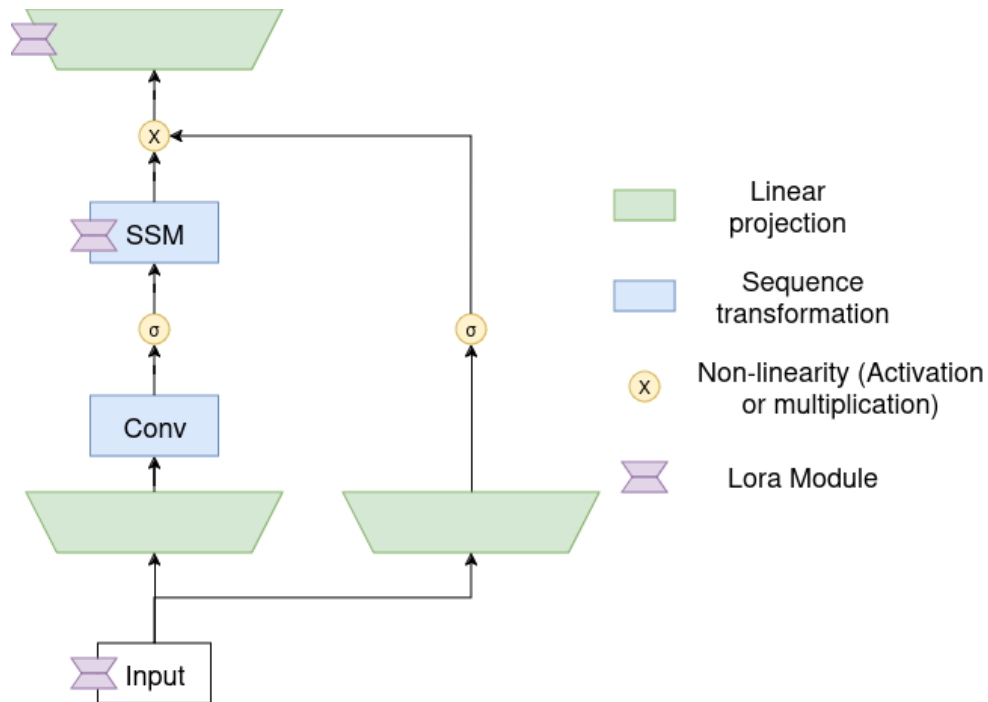 X
SSM
σ
σ
Conv
Input
Linear
projection
Sequence
transformation
X
Non-linearity (Activation
or multiplication)
Lora Module